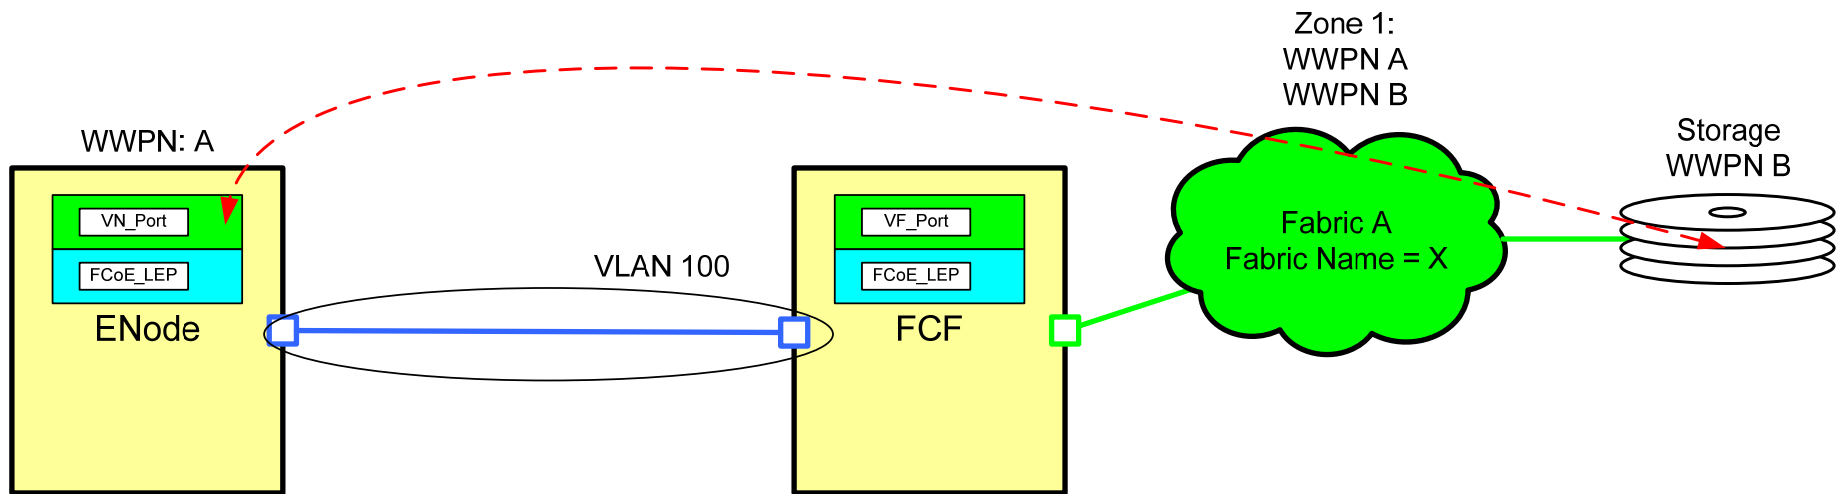 Zone 1:
WWPN A
WWPN B
Storage
WWPN B
WWPN: A
VN_Port
FCoE_LEP
ENode
VLAN 100
VF_Port
FCoE_LEP
FCF
Fabric A
Fabric Name = X